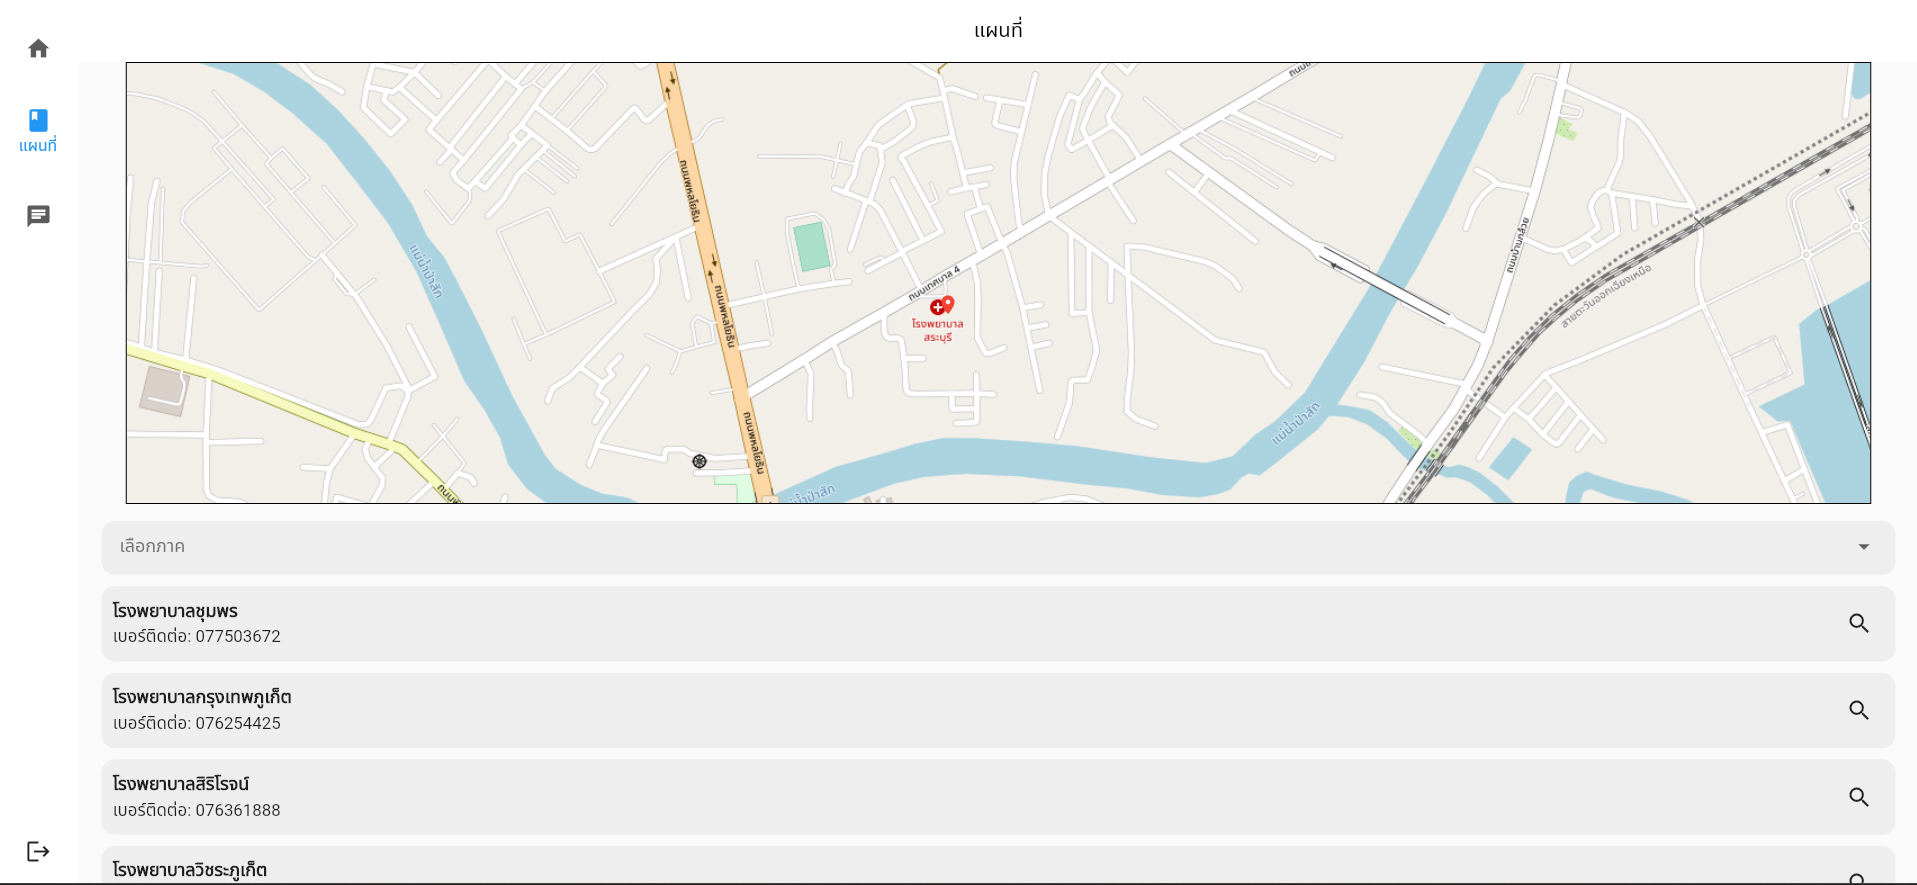 แผนที่
แผนที่
ถนนพหลโยธิน
ถนนบ้านกล้วย
แม่น้ำป่าสัก
ถนนเทศบาล 4
สายตะวันออกเฉียงเหนือ
ถนนพหลโยธิน
โรงพยาบาล
สระบุรี
ถนนพหลโยธิน
แม่น้ำป่าสัก
แม่น้ำป่าสัก
เลือกภาค
โรงพยาบาลชุมพร
เบอร์ติดต่อ: 077503672
โรงพยาบาลกรุงเทพภูเก็ต
เบอร์ติดต่อ: 076254425
โรงพยาบาลสิริโรจน์
เบอร์ติดต่อ: 076361888
โรงพยาบาลวิชระภูเก็ต